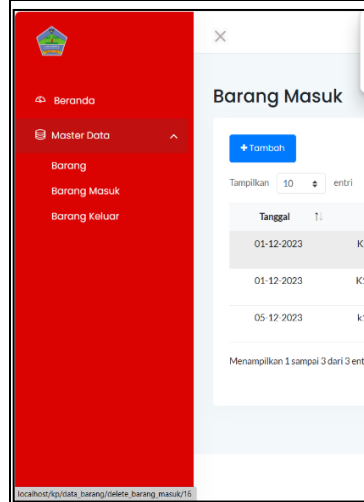 Beranda
Master Data
Barang
Barang Masuk
Barang Keluar
Barang Masuk
+ Tambah
Tampilkan 10 entri
Tanggal
01-12-2023 K
01-12-2023 K
05-12-2023 k
Menampilkan 1 sampai 3 dari 3 ent
localhost/kp/data_barang/delete_barang_masuk/16